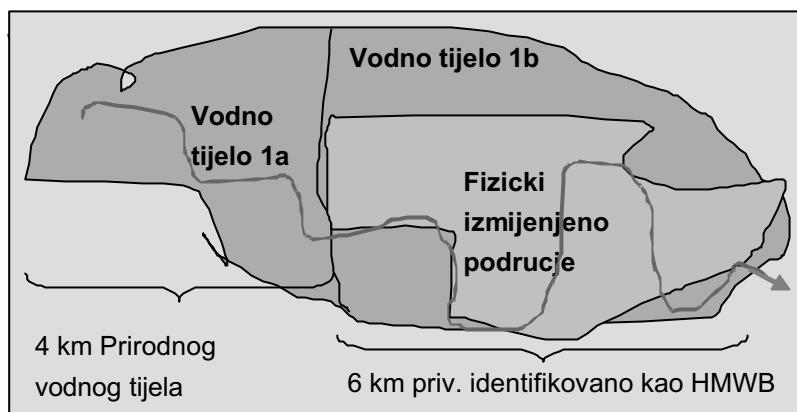 Vodno tijelo 1b
Vodno
tijelo 1a
Fizicki
izmijenjeno
podrucje
4 km Prirodnog
vodnog tijela
6 km priv. identifikovano kao HMWB